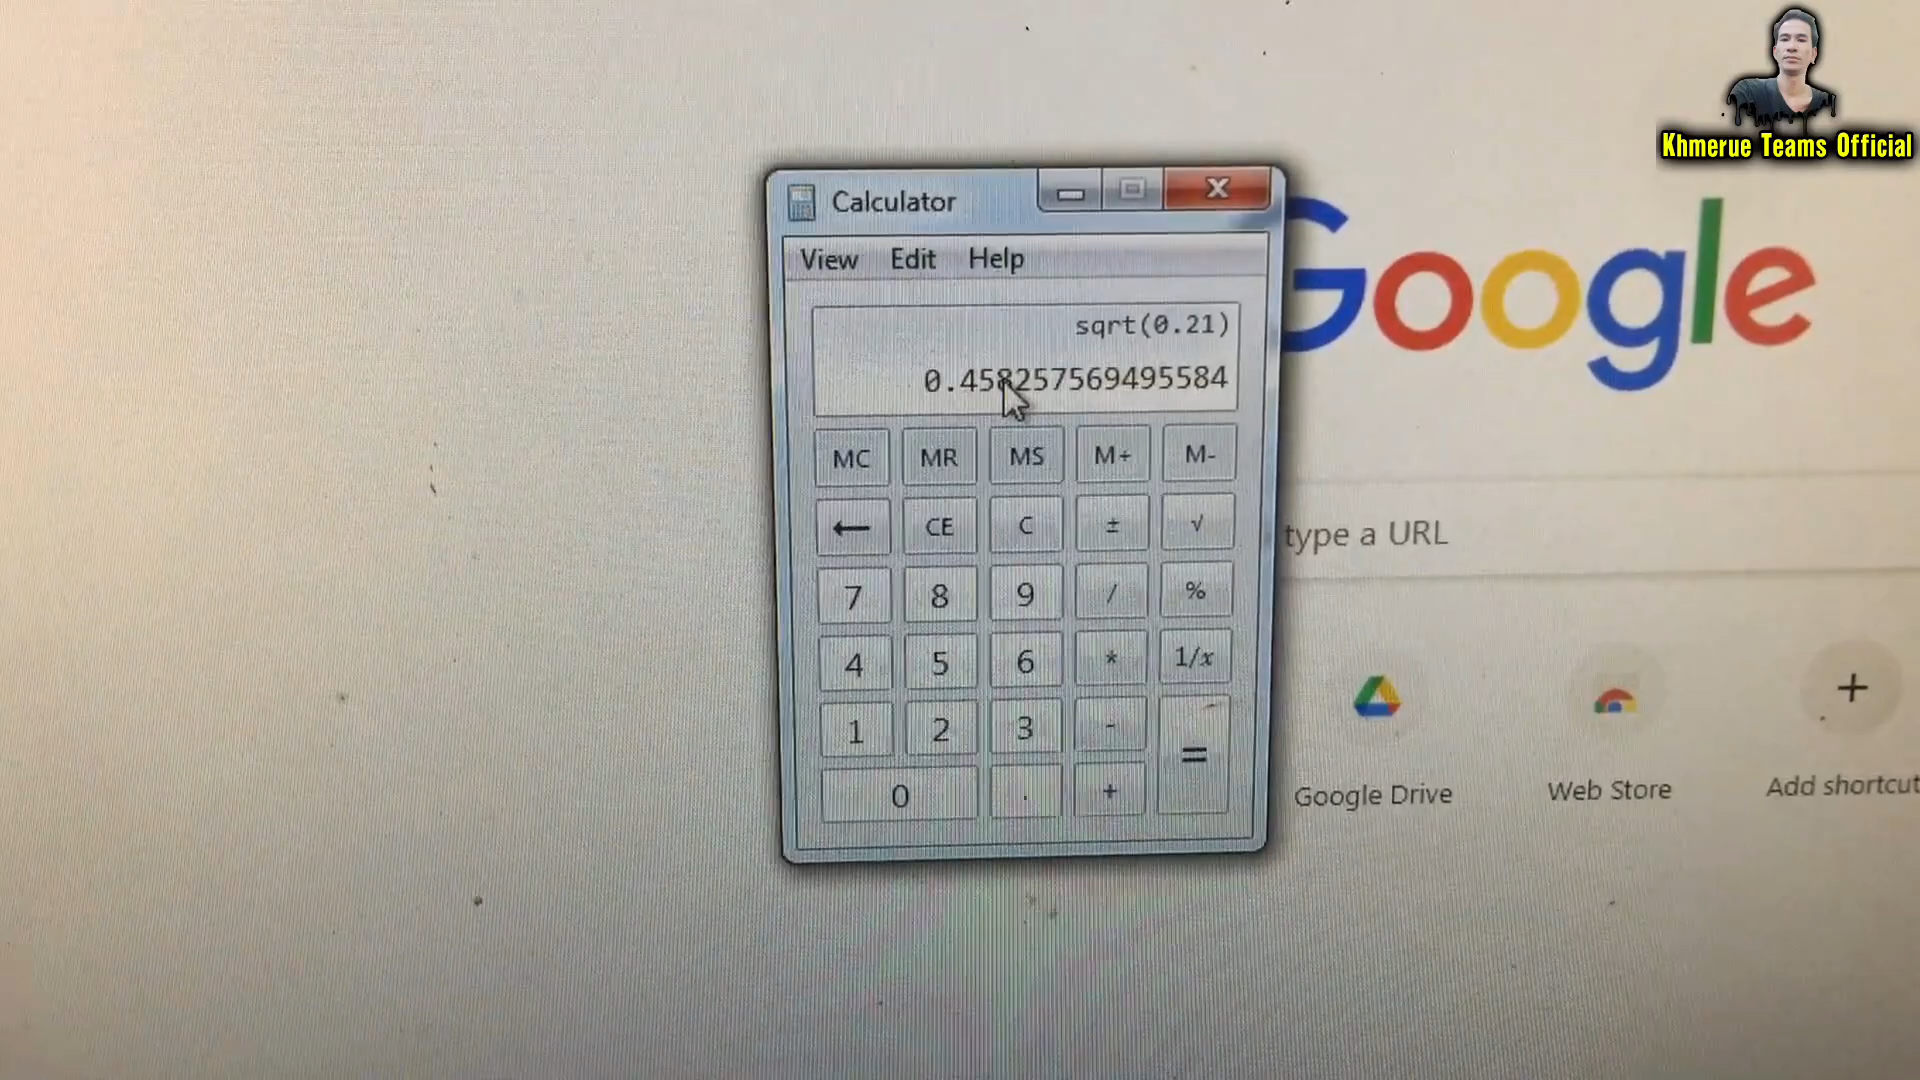 Khmerue Teams Official
Calculator
View Edit Help
sqrt(0.21)
0.458257569495584
MC MR MS M+ M-
← CE C ± √
7 8 9 / %
4 5 6 * 1/x
1 2 3 - =
0 . +
Google
type a URL
Google Drive Web Store Add shortcut